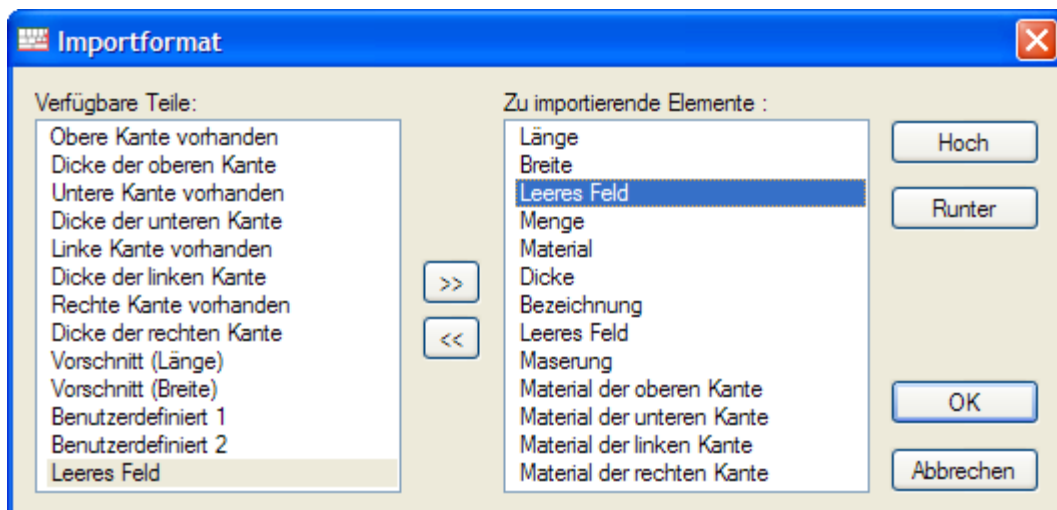 Importformat
Verfügbare Teile:
Obere Kante vorhanden
Dicke der oberen Kante
Untere Kante vorhanden
Dicke der unteren Kante
Linke Kante vorhanden
Dicke der linken Kante
Rechte Kante vorhanden
Dicke der rechten Kante
Vorschnitt (Länge)
Vorschnitt (Breite)
Benutzerdefiniert 1
Benutzerdefiniert 2
Leeres Feld
>>
<<
Zu importierende Elemente :
Länge
Breite
Leeres Feld
Menge
Material
Dicke
Bezeichnung
Leeres Feld
Maserung
Material der oberen Kante
Material der unteren Kante
Material der linken Kante
Material der rechten Kante
Hoch
Runter
OK
Abbrechen